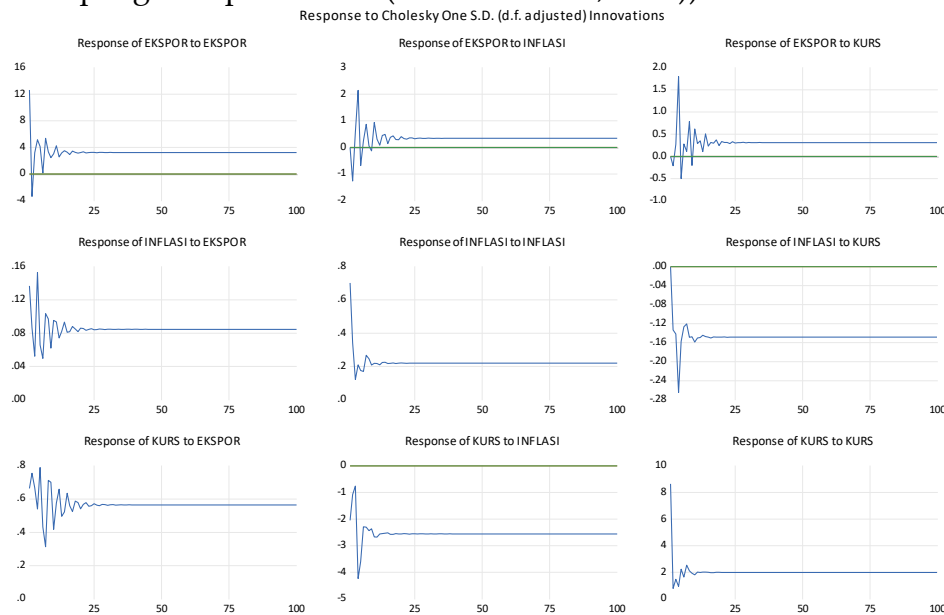 Response to Cholesky One S.D. (d.f. adjusted) Innovations
Response of EKSPOR to EKSPOR
16
12
8
4
0
-4
25 50 75 100
Response of EKSPOR to INFLASI
3
2
1
0
-1
-2
25 50 75 100
Response of EKSPOR to KURS
2.0
1.5
1.0
0.5
0.0
-0.5
-1.0
25 50 75 100
Response of INFLASI to EKSPOR
.16
.12
.08
.04
.00
25 50 75 100
Response of INFLASI to INFLASI
.8
.6
.4
.2
.0
25 50 75 100
Response of INFLASI to KURS
.00
-.04
-.08
-.12
-.16
-.20
-.24
-.28
25 50 75 100
Response of KURS to EKSPOR
.8
.6
.4
.2
.0
25 50 75 100
Response of KURS to INFLASI
0
-1
-2
-3
-4
-5
25 50 75 100
Response of KURS to KURS
10
8
6
4
2
0
25 50 75 100